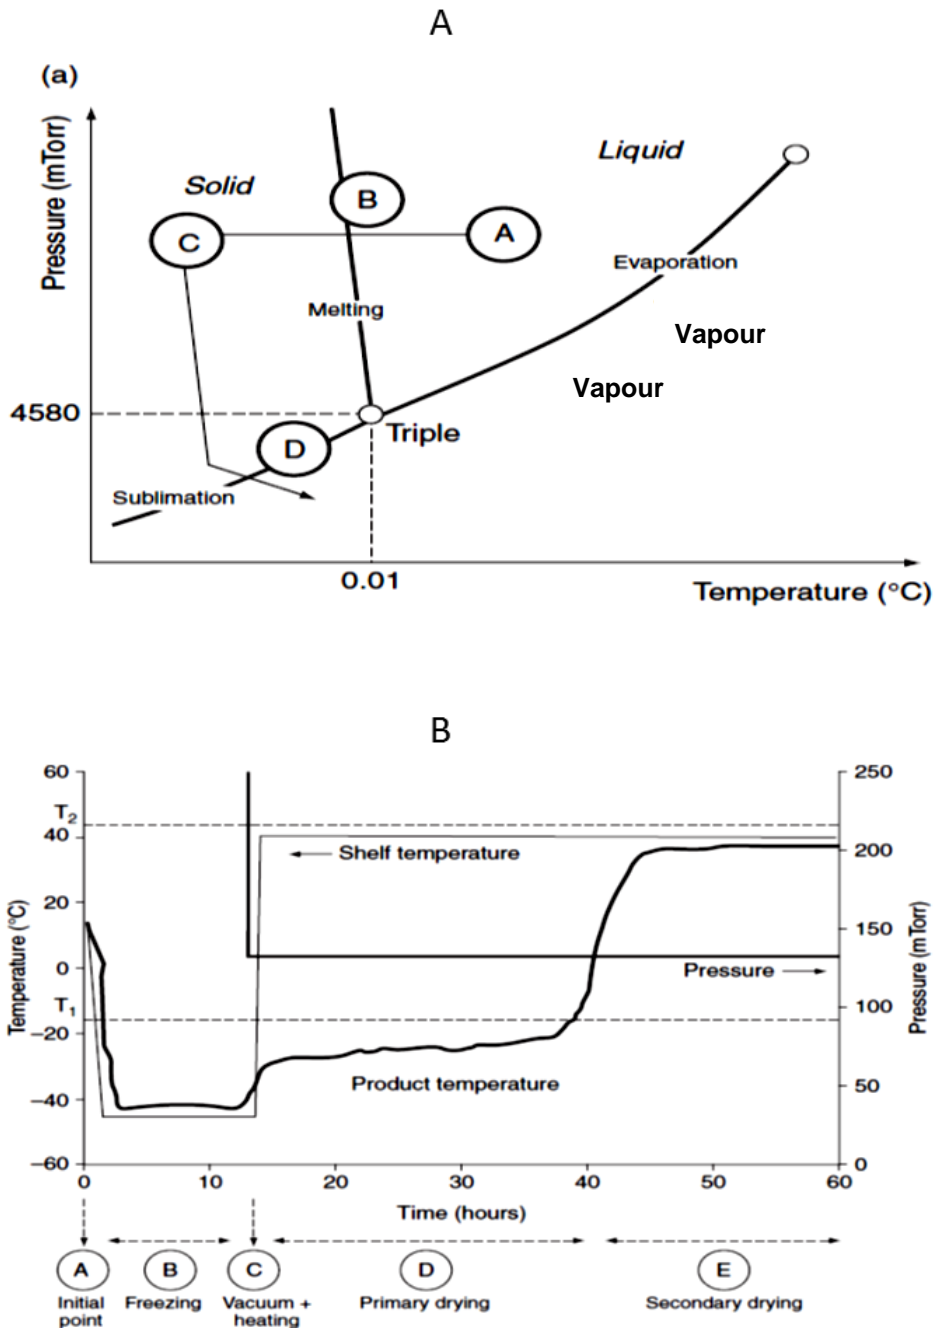 A
(a)
Pressure (mTorr)
Solid
Liquid
B
C
A
Evaporation
Melting
Vapour
Vapour
4580
Triple
D
Sublimation
0.01
Temperature (°C)
B
60
250
T2
40
200
Shelf temperature
20
150
0
Pressure
T1
100
−20
Product temperature
50
−40
−60
0
0 10 20 30 40 50 60
Temperature (°C)
Pressure (mTorr)
Time (hours)
A B C D E
Initial point
Freezing
Vacuum + heating
Primary drying
Secondary drying